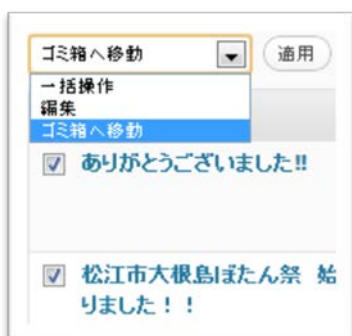 ゴミ箱へ移動
適用
一括操作
編集
ゴミ箱へ移動
ありがとうございました!!
松江市大根島ぼたん祭 始
りました！！